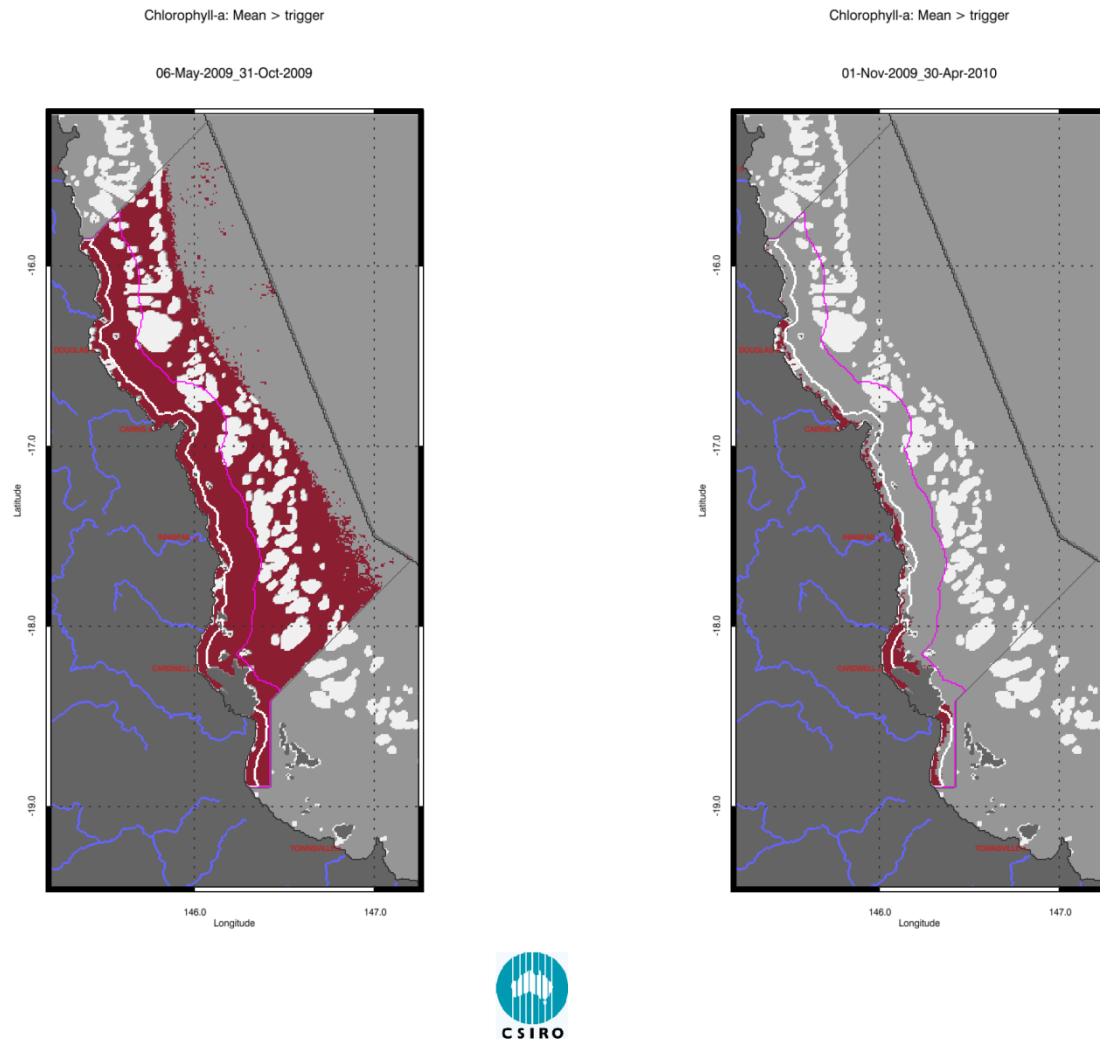 Chlorophyll-a: Mean > trigger
06-May-2009_31-Oct-2009
-16.0
-17.0
-18.0
-19.0
Latitude
DOUGLAS
CAIRNS
CARDWELL
TOWNSVILLE
146.0
147.0
Longitude
Chlorophyll-a: Mean > trigger
01-Nov-2009_30-Apr-2010
-16.0
-17.0
-18.0
-19.0
Latitude
DOUGLAS
CAIRNS
CARDWELL
TOWNSVILLE
146.0
147.0
Longitude
CSIRO